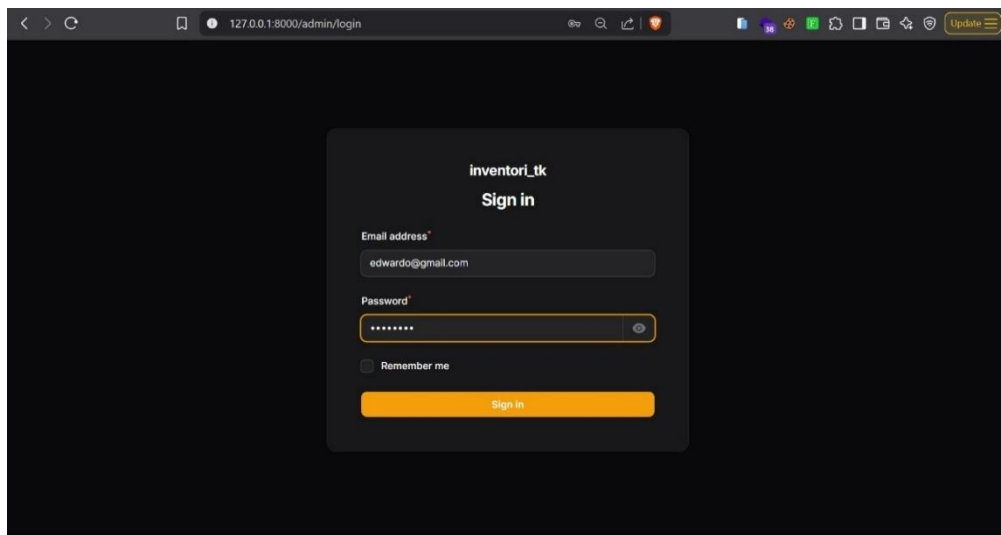 127.0.0.1:8000/admin/login
38
Update
inventori_tk
Sign in
Email address*
edwardo@gmail.com
Password*
••••••••
Remember me
Sign in